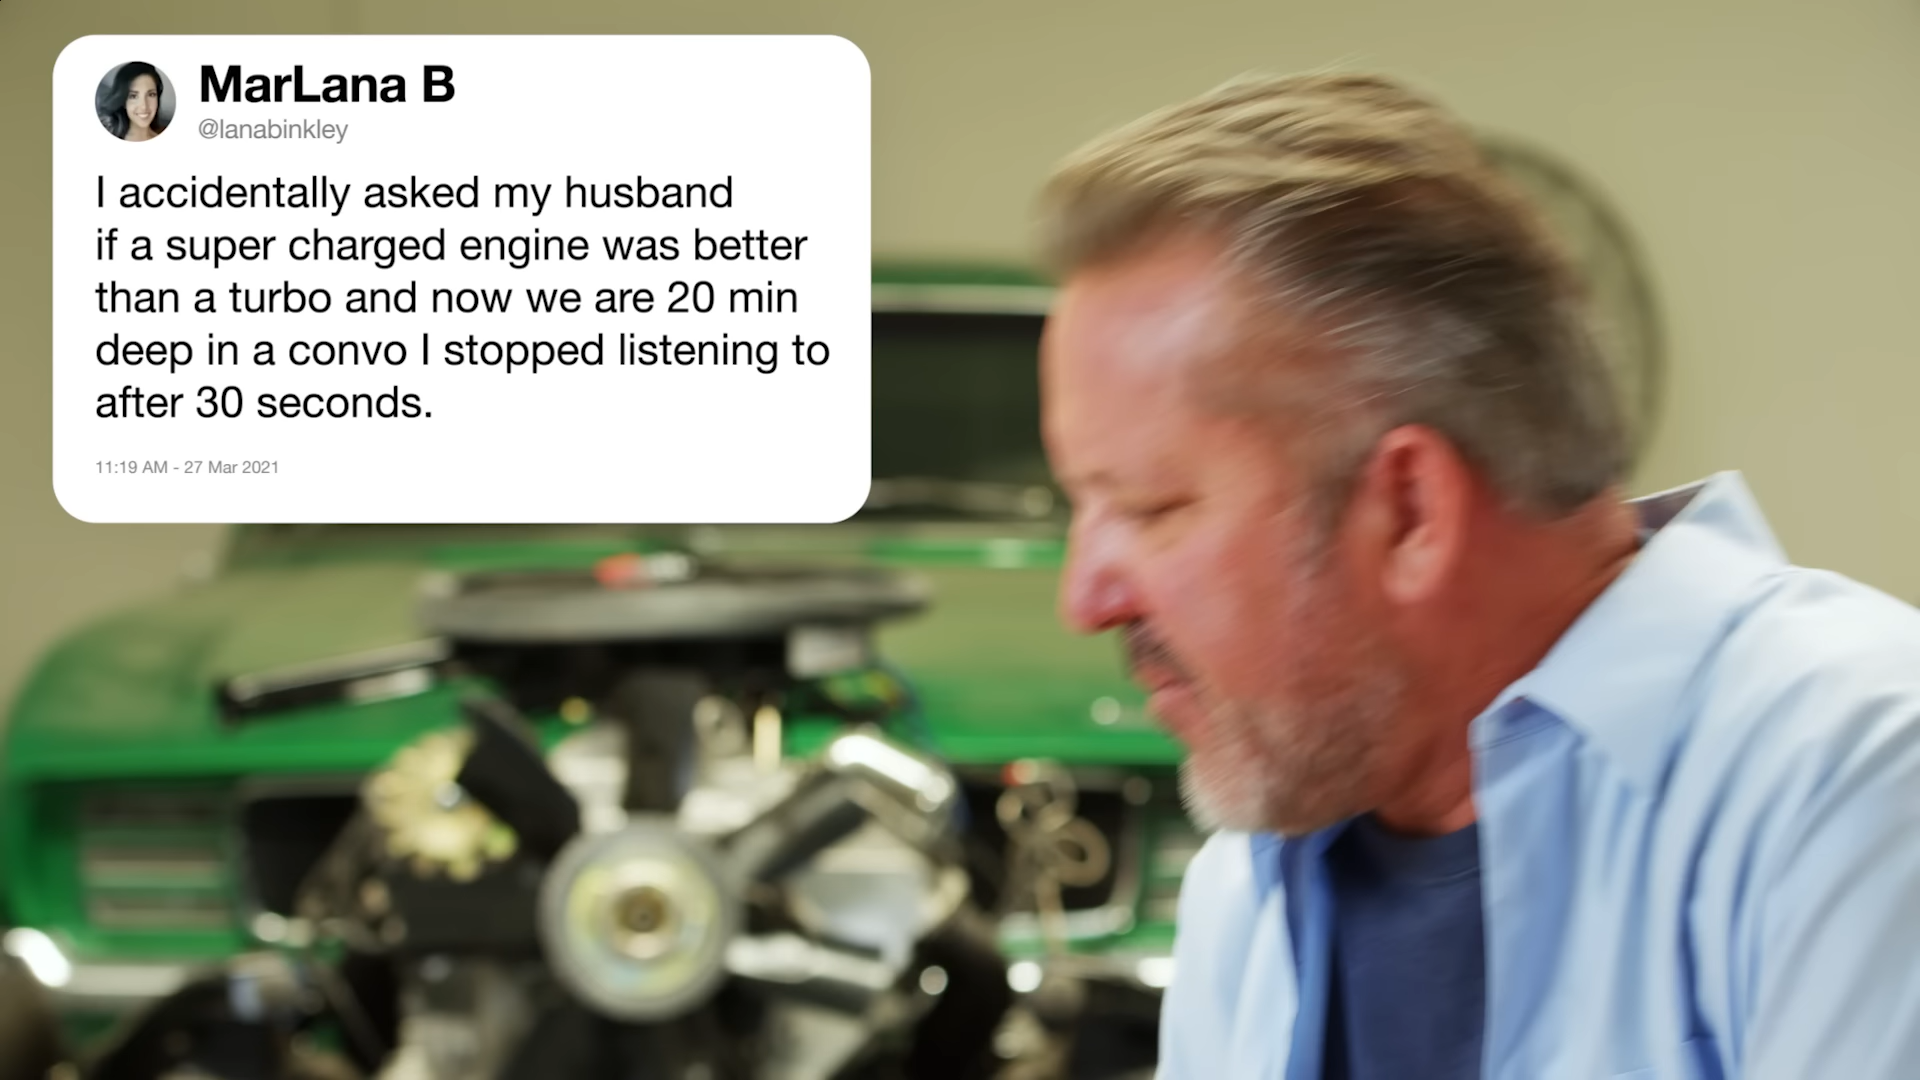 MarLana B
@lanabinkley
I accidentally asked my husband
if a super charged engine was better
than a turbo and now we are 20 min
deep in a convo I stopped listening to
after 30 seconds.
11:19 AM - 27 Mar 2021